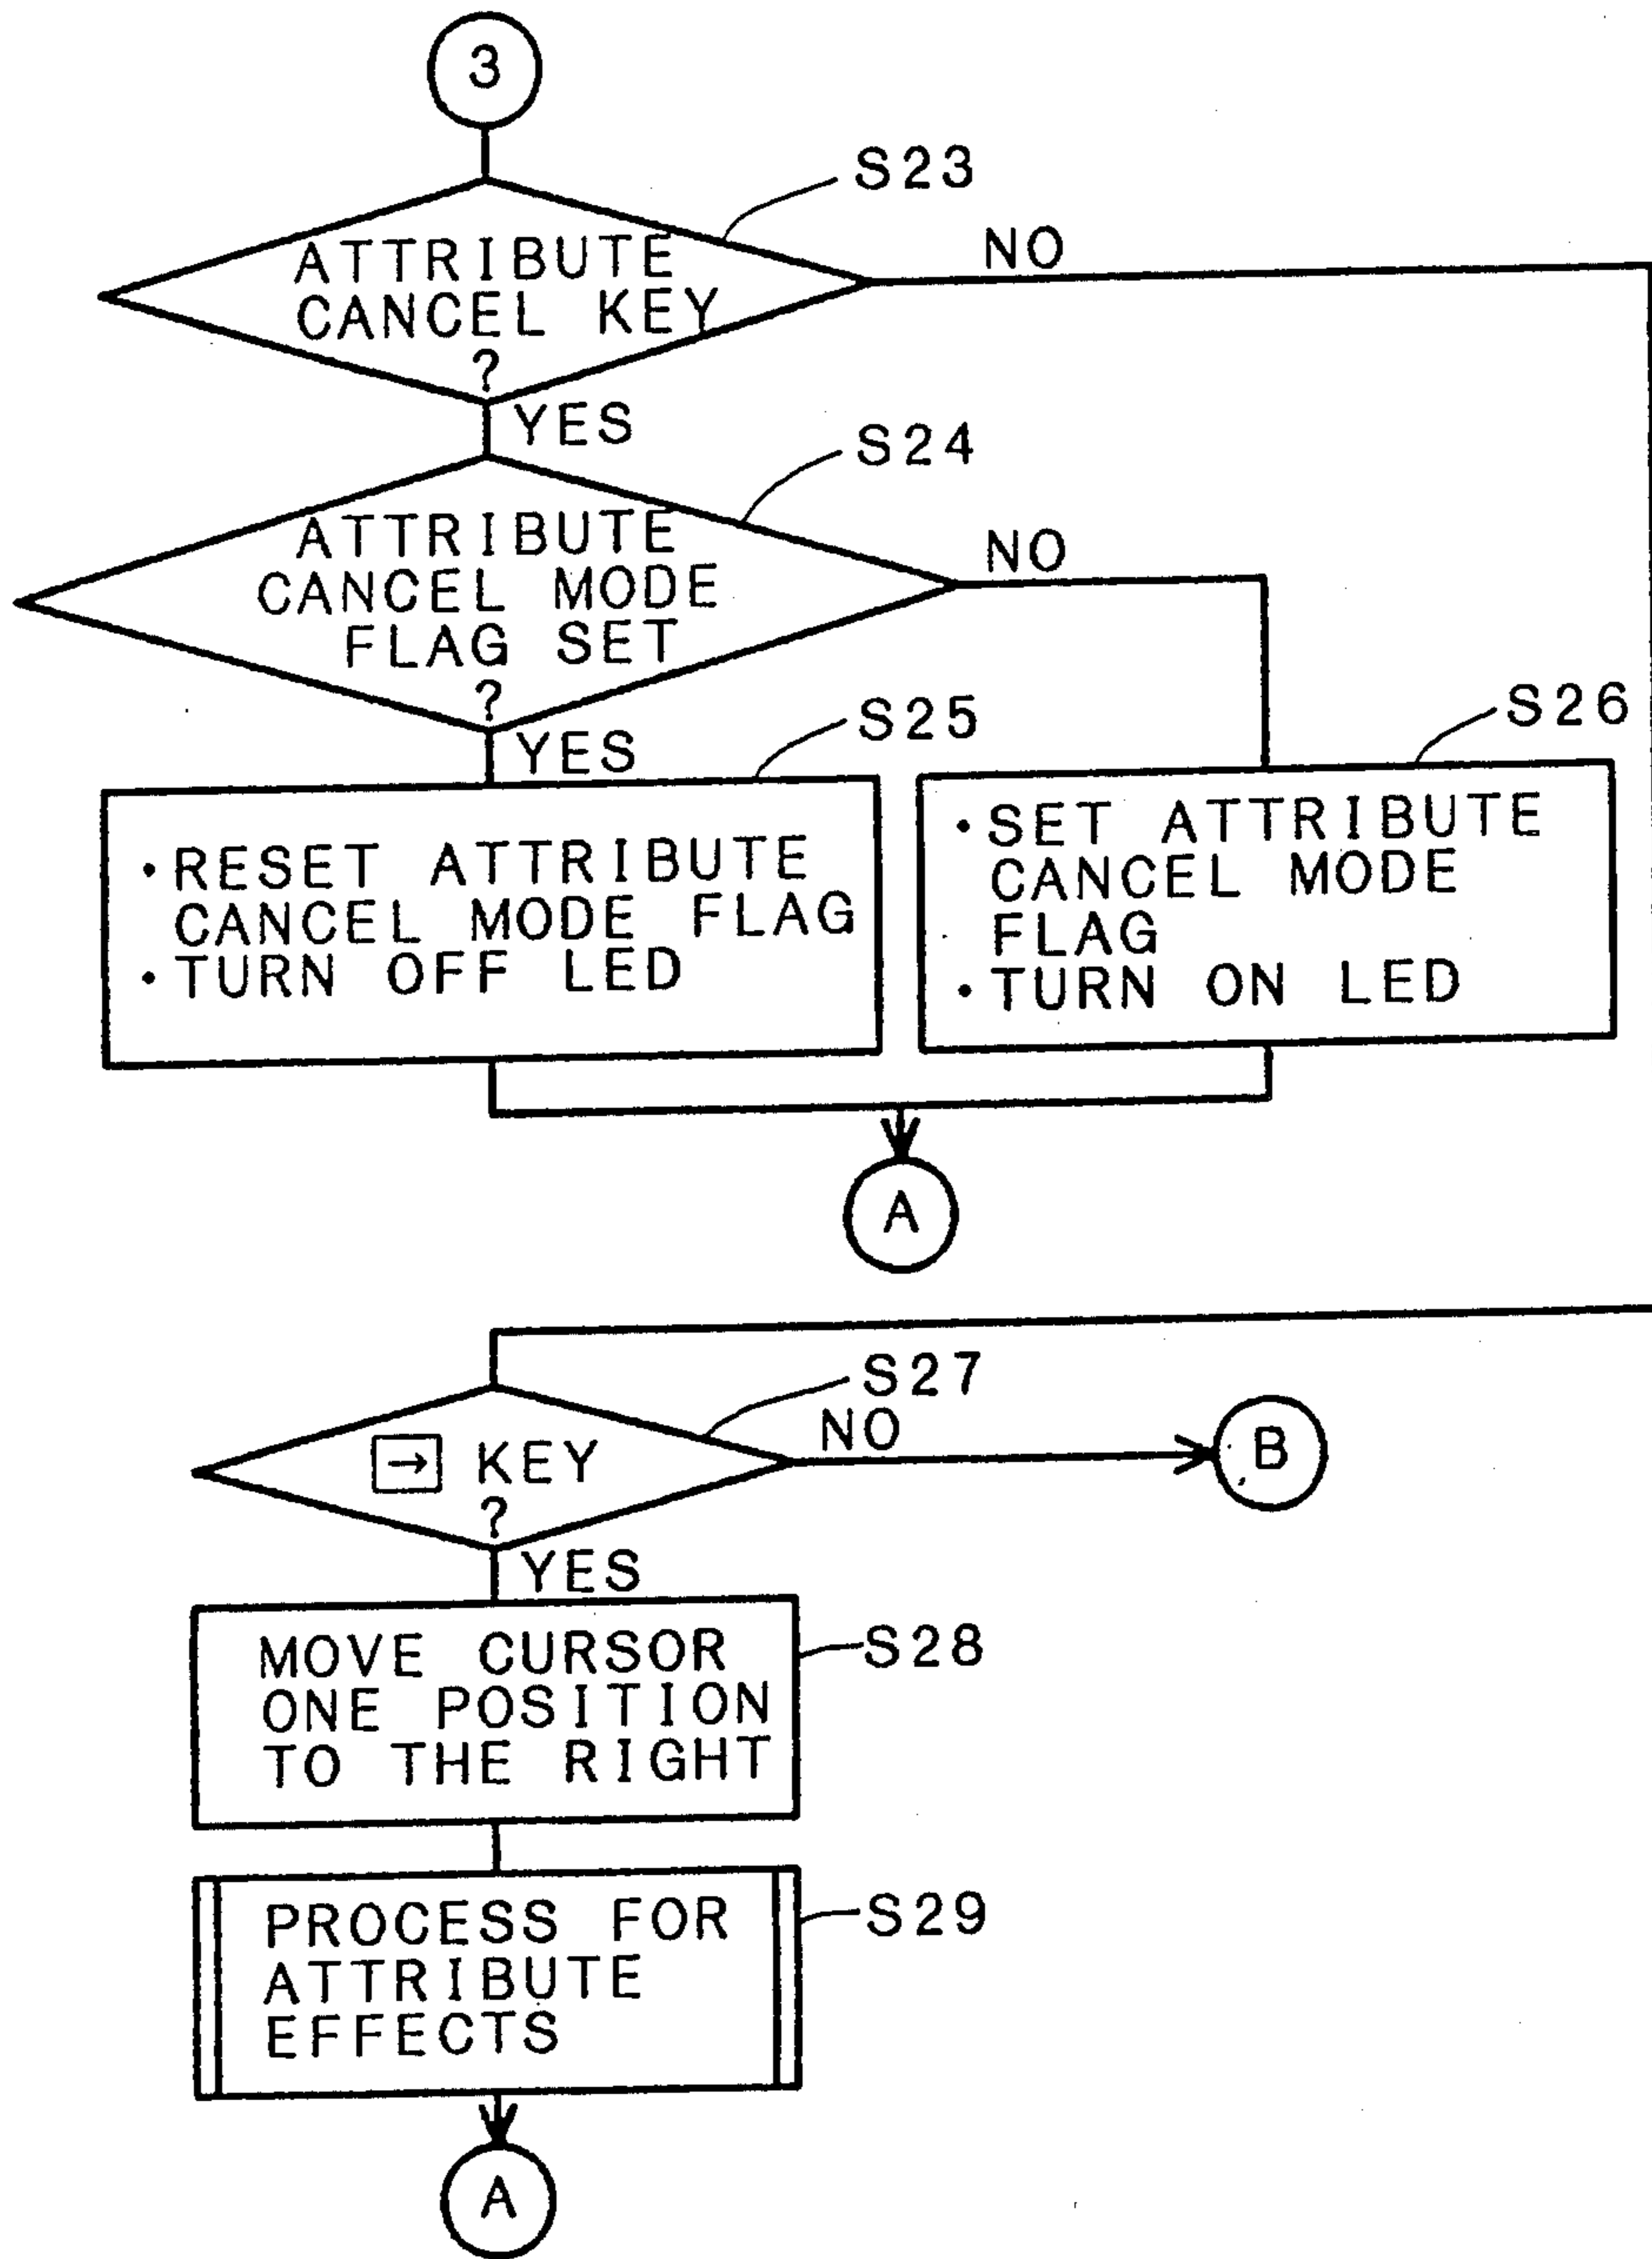 3
S23
ATTRIBUTE
CANCEL KEY
?
NO
YES
S24
ATTRIBUTE
CANCEL MODE
FLAG SET
?
NO
YES
S25
・RESET ATTRIBUTE
CANCEL MODE FLAG
・TURN OFF LED
S26
・SET ATTRIBUTE
CANCEL MODE
FLAG
・TURN ON LED
A
S27
→ KEY
?
NO
B
YES
MOVE CURSOR
ONE POSITION
TO THE RIGHT
S28
PROCESS FOR
ATTRIBUTE
EFFECTS
S29
A